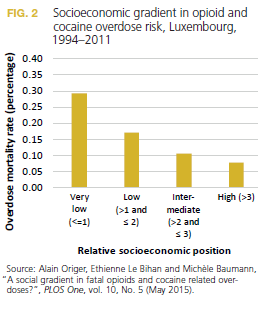 FIG. 2 Socioeconomic gradient in opioid and
cocaine overdose risk, Luxembourg,
1994–2011
Overdose mortality rate (percentage)
0.40
0.35
0.30
0.25
0.20
0.15
0.10
0.05
0.00
Very
low
(<=1)
Low
(>1 and
≤ 2)
Inter-
mediate
(>2 and
≤ 3)
High (>3)
Relative socioeconomic position
Source: Alain Origer, Ethienne Le Bihan and Michèle Baumann,
"A social gradient in fatal opioids and cocaine related over-
doses?", PLOS One, vol. 10, No. 5 (May 2015).